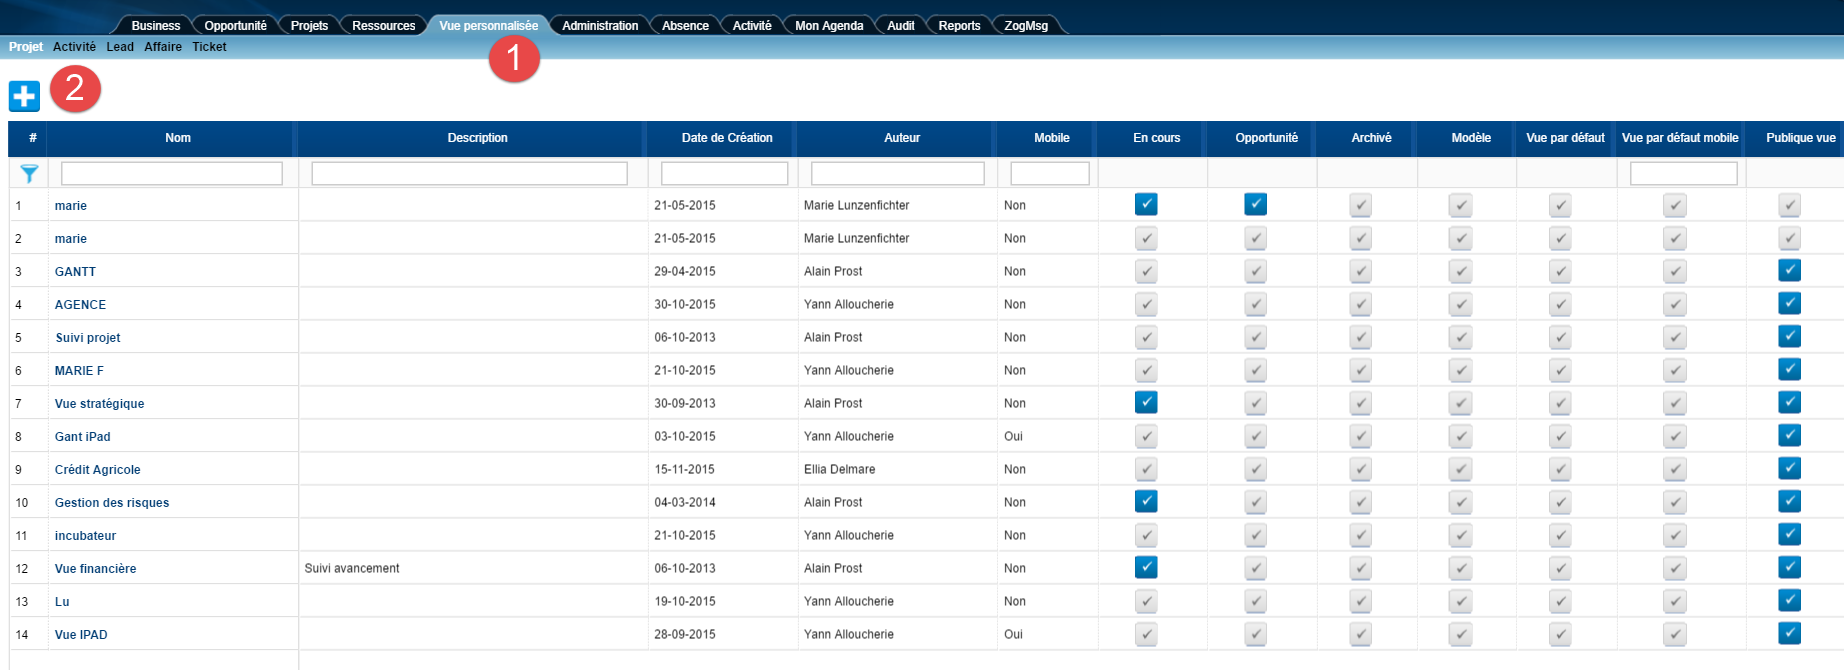 Business Opportunité Projets Ressources Vue personnalisée Administration Absence Activité Mon Agenda Audit Reports ZogMsg
Projet Activité Lead Affaire Ticket
1
2
# Nom Description Date de Création Auteur Mobile En cours Opportunité Archivé Modèle Vue par défaut Vue par défaut mobile Publique vue
1 marie 21-05-2015 Marie Lunzenfichter Non
2 marie 21-05-2015 Marie Lunzenfichter Non
3 GANTT 29-04-2015 Alain Prost Non
4 AGENCE 30-10-2015 Yann Alloucherie Non
5 Suivi projet 06-10-2013 Alain Prost Non
6 MARIE F 21-10-2015 Yann Alloucherie Non
7 Vue stratégique 30-09-2013 Alain Prost Non
8 Gant iPad 03-10-2015 Yann Alloucherie Oui
9 Crédit Agricole 15-11-2015 Ellia Delmare Non
10 Gestion des risques 04-03-2014 Alain Prost Non
11 incubateur 21-10-2015 Yann Alloucherie Non
12 Vue financière Suivi avancement 06-10-2013 Alain Prost Non
13 Lu 19-10-2015 Yann Alloucherie Non
14 Vue IPAD 28-09-2015 Yann Alloucherie Oui